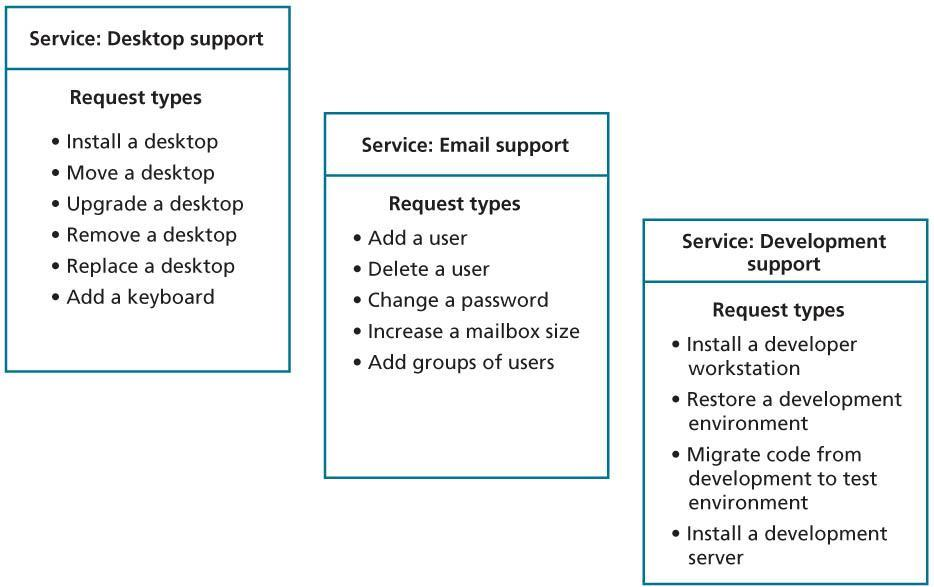 Service: Desktop support
Request types
• Install a desktop
• Move a desktop
• Upgrade a desktop
• Remove a desktop
• Replace a desktop
• Add a keyboard
Service: Email support
Request types
• Add a user
• Delete a user
• Change a password
• Increase a mailbox size
• Add groups of users
Service: Development
support
Request types
• Install a developer
workstation
• Restore a development
environment
• Migrate code from
development to test
environment
• Install a development
server